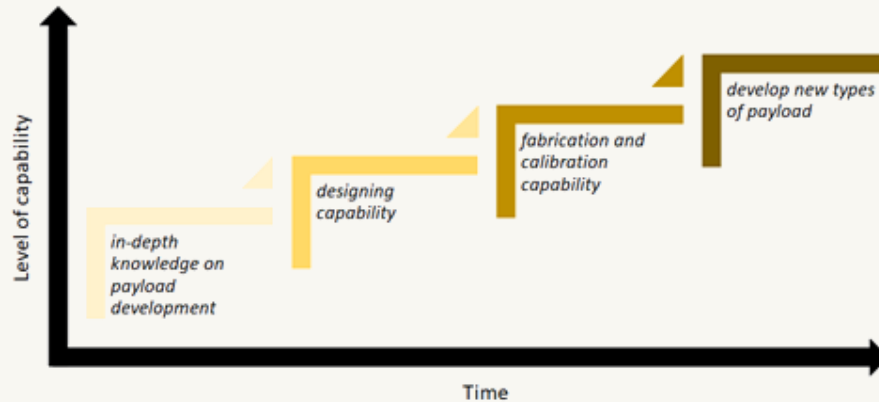 Level of capability
in-depth
knowledge on
payload
development
designing
capability
fabrication and
calibration
capability
develop new types
of payload
Time